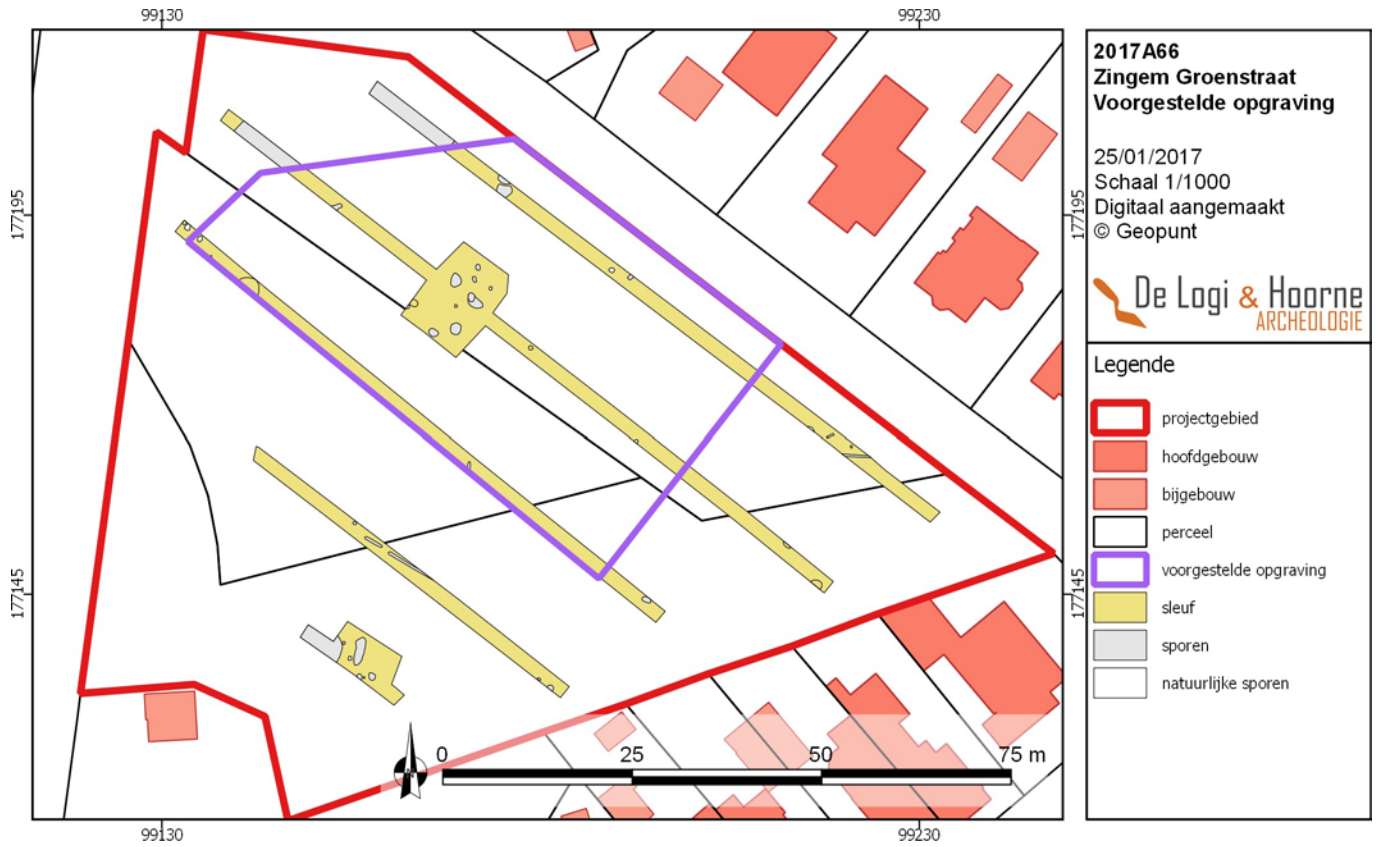 99130
99230
177195
177195
177145
177145
0
25
50
75 m
99130
99230
2017A66
Zingem Groenstraat
Voorgestelde opgraving
25/01/2017
Schaal 1/1000
Digitaal aangemaakt
© Geopunt
De Logi & Hoorne
ARCHEOLOGIE
Legende
projectgebied
hoofdgebouw
bijgebouw
perceel
voorgestelde opgraving
sleuf
sporen
natuurlijke sporen